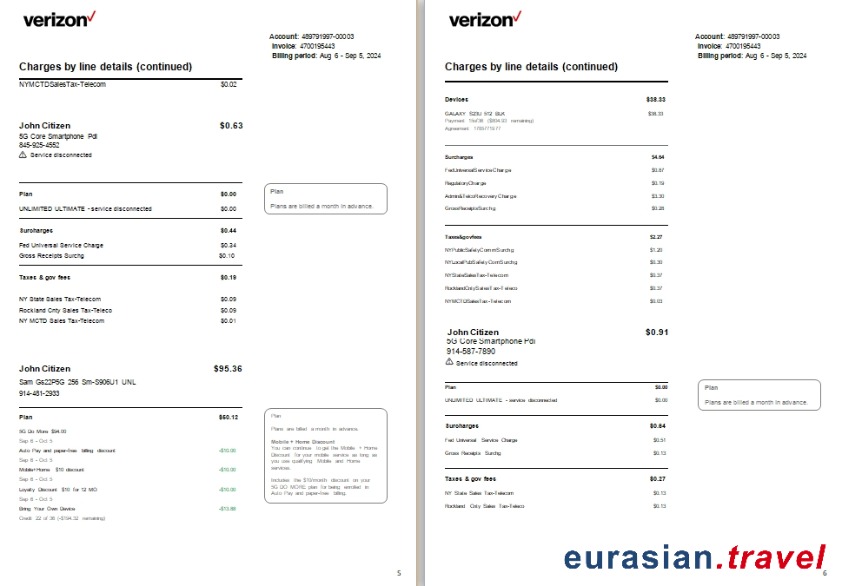 verizon
Account: 489791997-00003
Invoice: 4700195443
Billing period: Aug 6 - Sep 5, 2024
Charges by line details (continued)
NYMCTDSalesTax-Telecom $0.02
John Citizen $0.63
5G Core Smartphone Pdl
845-925-4552
Service disconnected
Plan $0.00
UNLIMITED ULTIMATE - service disconnected $0.00
Plan
Plans are billed a month in advance.
Surcharges $0.44
Fed Universal Service Charge $0.34
Gross Receipts Surchg $0.10
Taxes & gov fees $0.19
NY State Sales Tax-Telecom $0.09
Rockland Cnty Sales Tax-Teleco $0.09
NY MCTD Sales Tax-Telecom $0.01
John Citizen $95.36
Sam Gs22P5G 256 Sm-S906U1 UNL
914-481-2933
Plan $60.12
5G Do More $94.00
Sep 6 – Oct 5
Auto Pay and paper-free billing discount -$10.00
Sep 6 – Oct 5
Mobile+Home $10 discount -$10.00
Sep 6 – Oct 5
Loyalty Discount $10 for 12 MO -$10.00
Sep 6 – Oct 5
Bring Your Own Device -$13.88
Credit 22 of 36 (-$194.32 remaining)
Plan
Plans are billed a month in advance.
Mobile + Home Discount
You can continue to get the Mobile + Home
Discount for your mobile service as long as
you use qualifying Mobile and Home
services.
Includes the $10/month discount on your
5G DO MORE plan for being enrolled in
Auto Pay and paper-free billing.
5
verizon
Account: 489791997-00003
Invoice: 4700195443
Billing period: Aug 6 - Sep 5, 2024
Charges by line details (continued)
Devices $38.33
GALAXY S23U 512 BLK $38.33
Agreement
Surcharges $4.64
FedUniversalServiceCharge $0.87
RegulatoryCharge $0.19
Admin&TelcoRecoveryCharge $3.30
GrossReceiptsSurchg $0.28
Taxes&govfees $2.27
NYPublicSafetyCommSurchg $1.20
NYLocalPubSafetyComSurchg $0.30
NYStateSalesTax-Telecom $0.37
RocklandCntySalesTax-Teleco $0.37
NYMCTDSalesTax-Telecom $0.03
John Citizen $0.91
5G Core Smartphone Pdl
914-587-7890
Service disconnected
Plan $0.00
UNLIMITED ULTIMATE - service disconnected $0.00
Plan
Plans are billed a month in advance.
Surcharges $0.64
Fed Universal Service Charge $0.51
Gross Receipts Surchg $0.13
Taxes & gov fees $0.27
NY State Sales Tax-Telecom $0.13
Rockland Cnty Sales Tax-Teleco $0.13
eurasian.travel
6